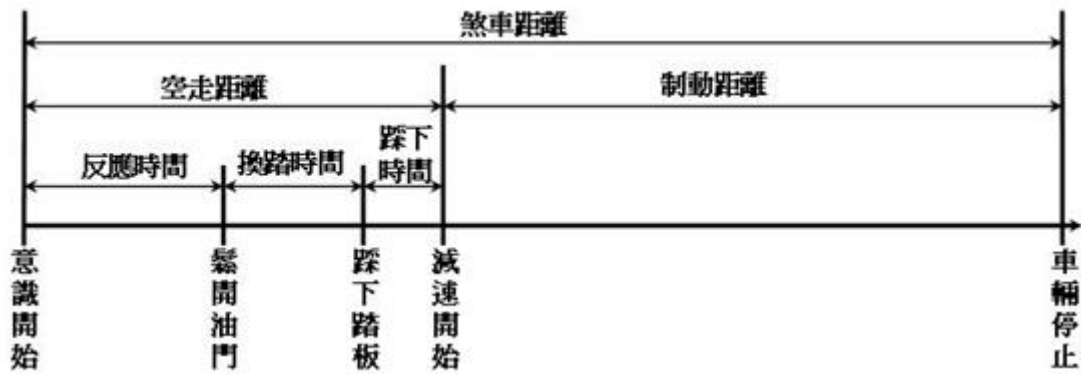 煞車距離
空走距離
制動距離
反應時間
換踏時間
踩下
時間
意識開始
鬆開油門
踩下踏板
減速開始
車輛停止